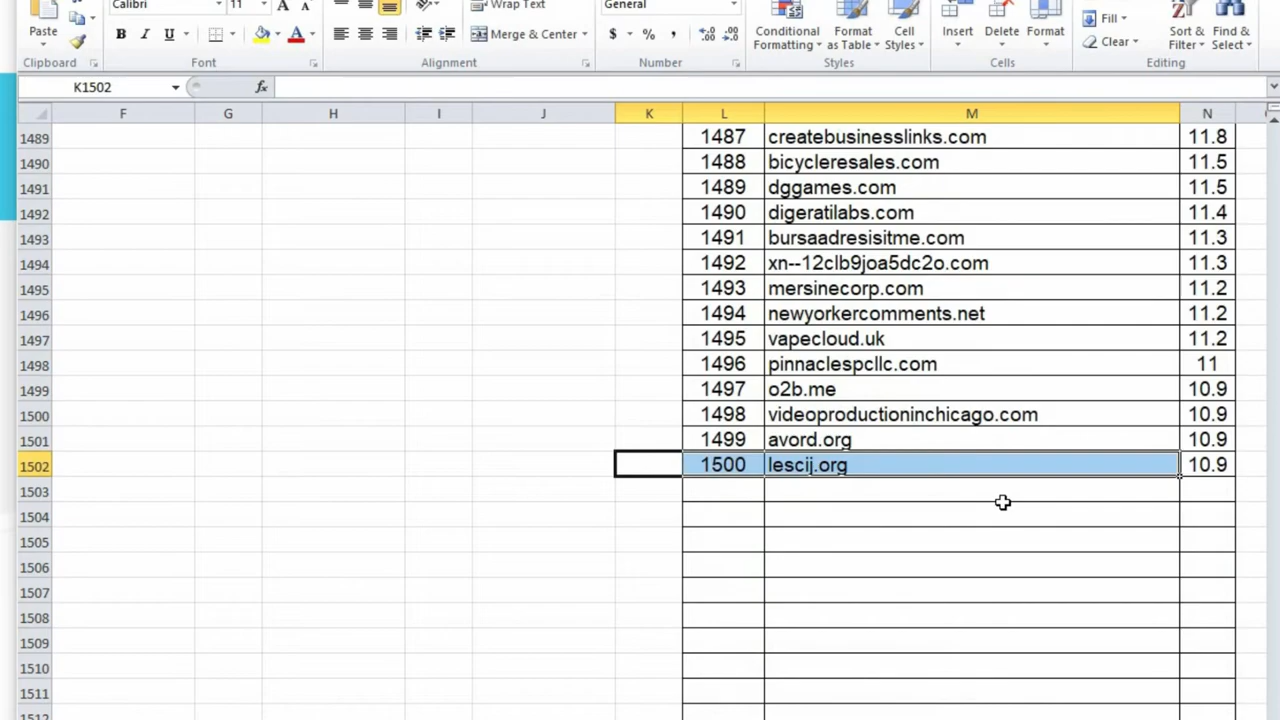 Calibri 11 A A Wrap Text General
Paste B I U A Merge & Center $ % , .00 Conditional Formatting Format as Table Cell Styles Insert Delete Format Fill Clear Sort & Filter Find & Select
Clipboard Font Alignment Number Styles Cells Editing
K1502 fx
F G H I J K L M N
1489 1487 createbusinesslinks.com 11.8
1490 1488 bicycleresales.com 11.5
1491 1489 dggames.com 11.5
1492 1490 digeratilabs.com 11.4
1493 1491 bursaadresisitme.com 11.3
1494 1492 xn--12clb9joa5dc2o.com 11.3
1495 1493 mersinecorp.com 11.2
1496 1494 newyorkercomments.net 11.2
1497 1495 vapecloud.uk 11.2
1498 1496 pinnaclespcllc.com 11
1499 1497 o2b.me 10.9
1500 1498 videoproductioninchicago.com 10.9
1501 1499 avord.org 10.9
1502 1500 lescij.org 10.9
1503
1504
1505
1506
1507
1508
1509
1510
1511
1512